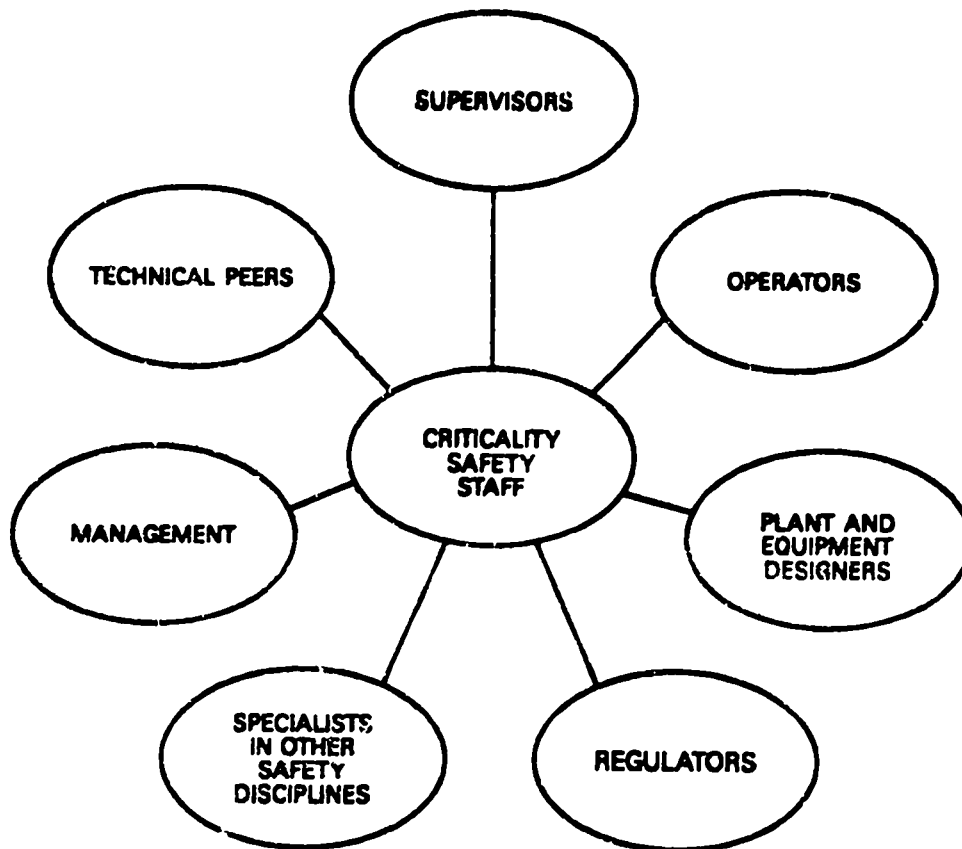 SUPERVISORS
TECHNICAL PEERS
OPERATORS
CRITICALITY
SAFETY
STAFF
MANAGEMENT
PLANT AND
EQUIPMENT
DESIGNERS
SPECIALISTS
IN OTHER
SAFETY
DISCIPLINES
REGULATORS